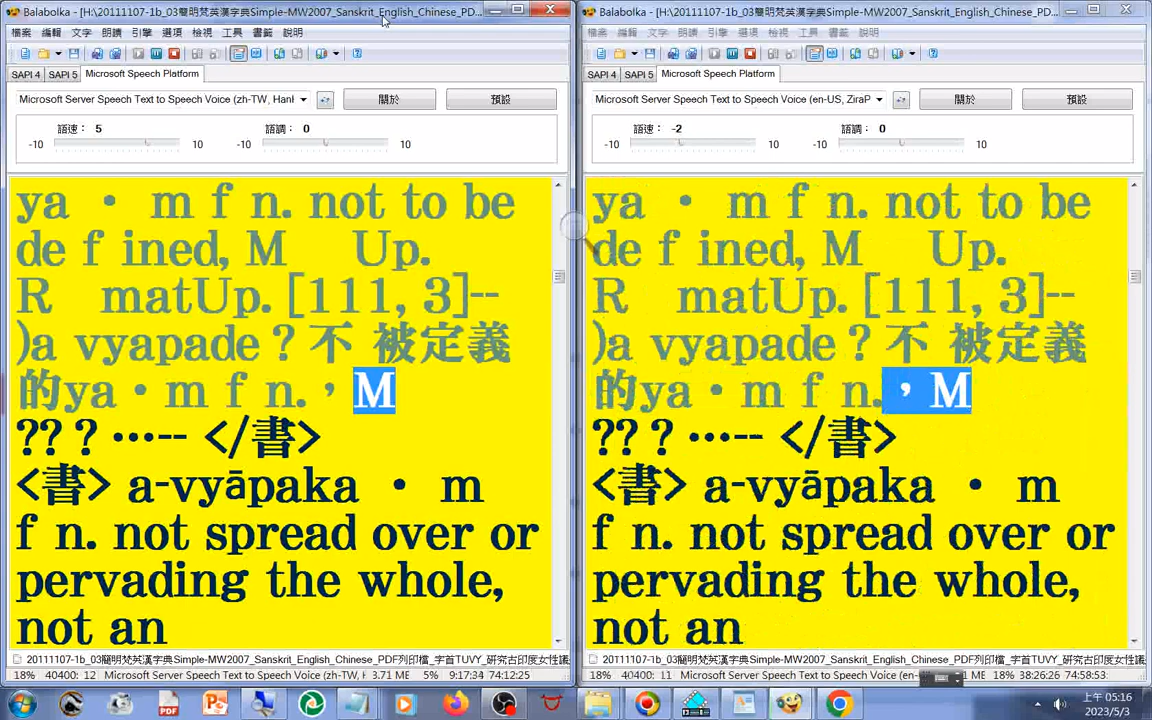 Balabolka - [H:\20111107-1b_03簡明梵英漢字典Simple-MW2007_Sanskrit_English_Chinese_PD...
檔案 編輯 文字 朗讀 引擎 選項 檢視 工具 書籤 說明
SAPI 4 SAPI 5 Microsoft Speech Platform
Microsoft Server Speech Text to Speech Voice (zh-TW, Hanl
關於 預設
語速： 5 語調： 0
-10 10 -10 10
ya ・ m f n. not to be
de f ined, M Up.
R matUp. [111, 3]--
)a vyapade？不 被定義
的ya・m f n.，M
??？…-- </書>
<書> a-vyāpaka ・ m
f n. not spread over or
pervading the whole,
not an
20111107-1b_03簡明梵英漢字典Simple-MW2007_Sanskrit_English_Chinese_PDF列印檔_字首TUVY_研究古印度女性議
18% 40400: 12 Microsoft Server Speech Text to Speech Voice (zh-TW, H 3.71 MB 5% 9:17:34 74:12:25
Balabolka - [H:\20111107-1b_03簡明梵英漢字典Simple-MW2007_Sanskrit_English_Chinese_PD...
檔案 編輯 文字 朗讀 引擎 選項 檢視 工具 書籤 說明
SAPI 4 SAPI 5 Microsoft Speech Platform
Microsoft Server Speech Text to Speech Voice (en-US, ZiraP
關於 預設
語速： -2 語調： 0
-10 10 -10 10
ya ・ m f n. not to be
de f ined, M Up.
R matUp. [111, 3]--
)a vyapade？不 被定義
的ya・m f n.，M
??？…-- </書>
<書> a-vyāpaka ・ m
f n. not spread over or
pervading the whole,
not an
20111107-1b_03簡明梵英漢字典Simple-MW2007_Sanskrit_English_Chinese_PDF列印檔_字首TUVY_研究古印度女性議
18% 40400: 11 Microsoft Server Speech Text to Speech Voice (en-US 18% 38:26:26 74:58:53
上午 05:16
2023/5/3